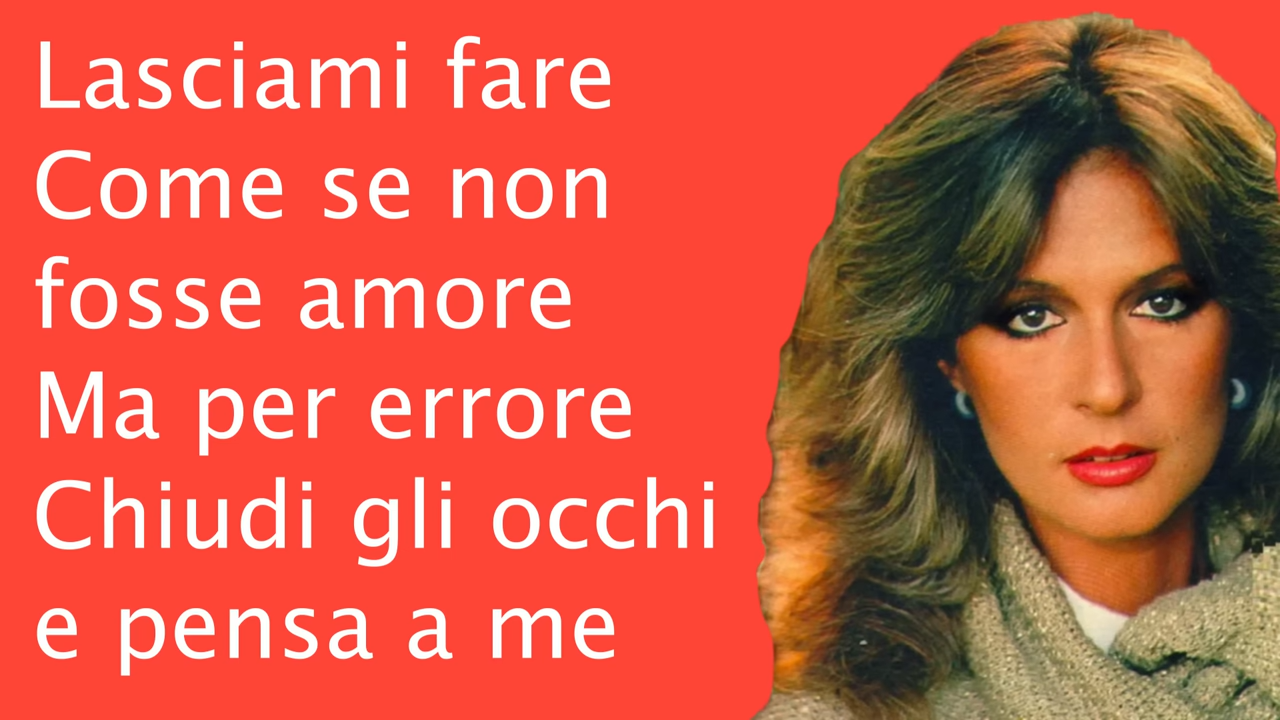 Lasciami fare
Come se non
fosse amore
Ma per errore
Chiudi gli occhi
e pensa a me